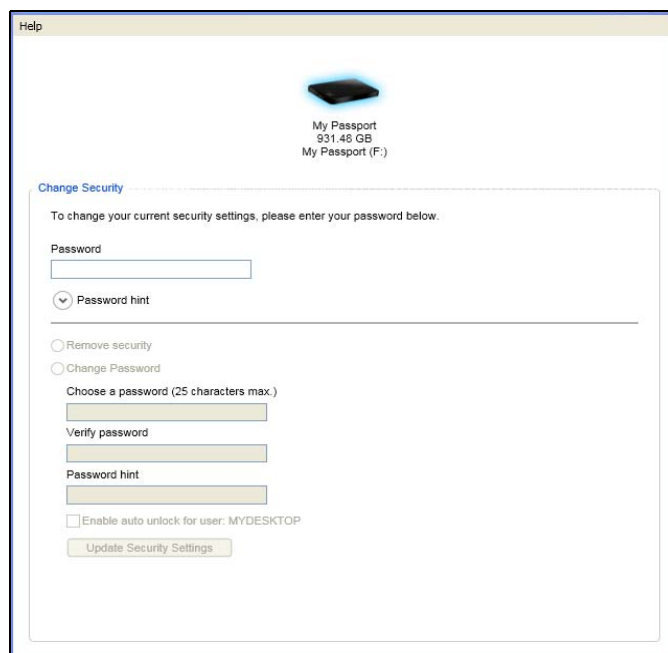 Help
My Passport
931.48 GB
My Passport (F:)
Change Security
To change your current security settings, please enter your password below.
Password
Password hint
Remove security
Change Password
Choose a password (25 characters max.)
Verify password
Password hint
Enable auto unlock for user: MYDESKTOP
Update Security Settings